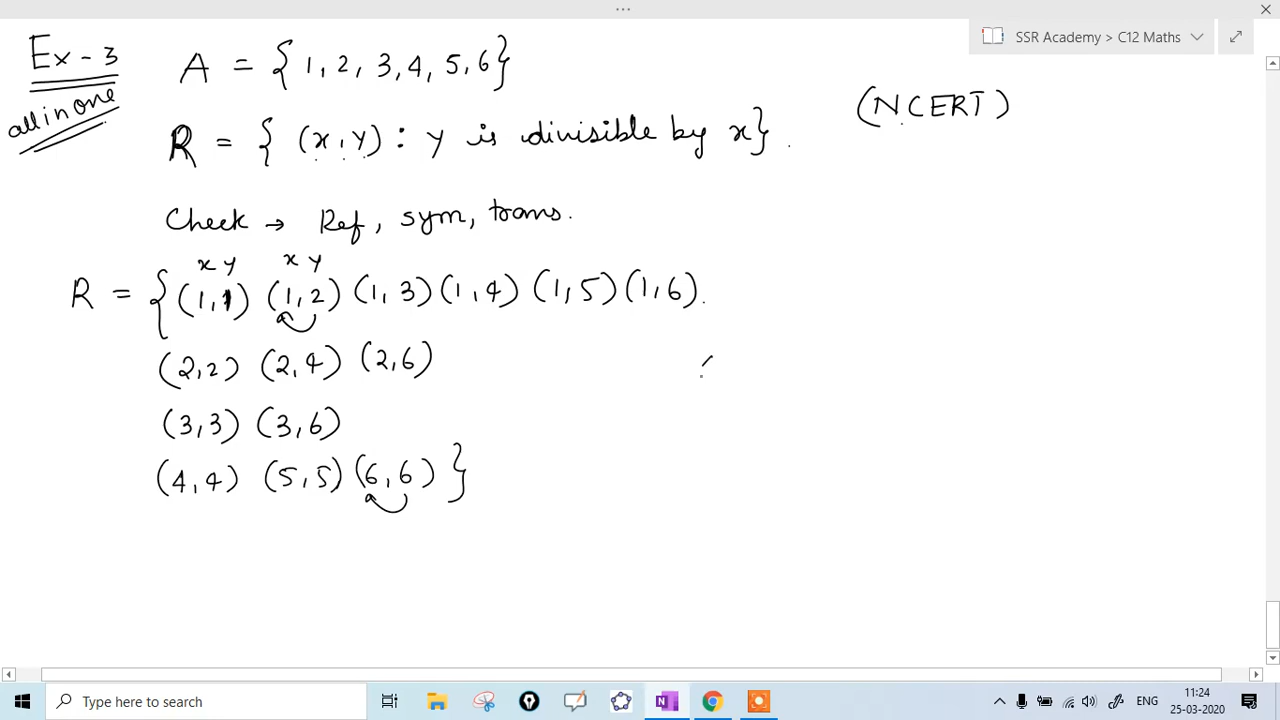 SSR Academy > C12 Maths
Ex - 3
all in one
A = { 1, 2, 3, 4, 5, 6 }
(NCERT)
R = { (x, y) : y is divisible by x } .
Check → Ref, sym, trans.
x y x y
R = { (1, 1) (1, 2) (1, 3) (1, 4) (1, 5) (1, 6).
(2, 2) (2, 4) (2, 6)
(3, 3) (3, 6)
(4, 4) (5, 5) (6, 6) }
Type here to search
ENG
11:24
25-03-2020